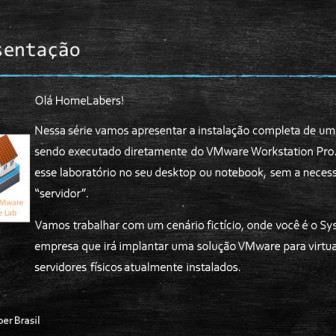 sentação
Olá HomeLabers!
Nessa série vamos apresentar a instalação completa de um
sendo executado diretamente do VMware Workstation Pro.
esse laboratório no seu desktop ou notebook, sem a necess
"servidor".
Vamos trabalhar com um cenário fictício, onde você é o Sys
empresa que irá implantar uma solução VMware para virtua
servidores físicos atualmente instalados.
Mware
e Lab
ber Brasil